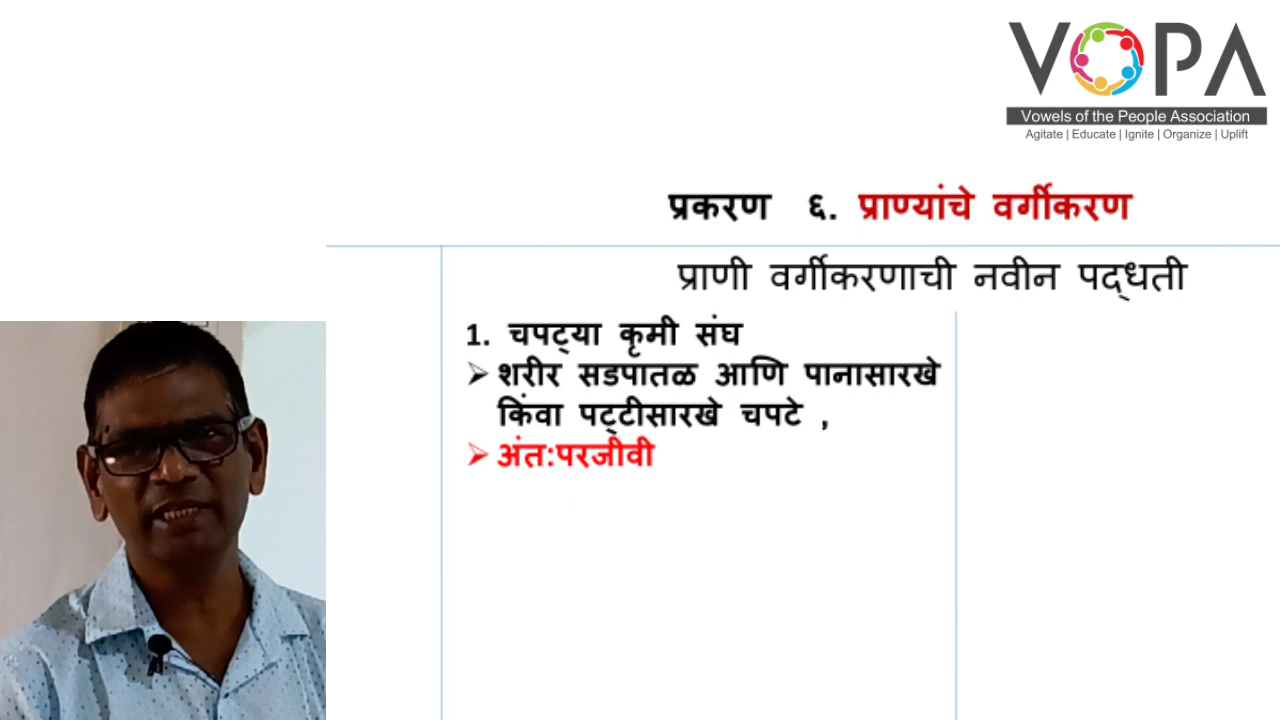 VOPA
Vowels of the People Association
Agitate | Educate | Ignite | Organize | Uplift
प्रकरण ६. प्राण्यांचे वर्गीकरण
प्राणी वर्गीकरणाची नवीन पद्धती
1. चपट्या कृमी संघ
➢ शरीर सडपातळ आणि पानासारखे
किंवा पट्टीसारखे चपटे ,
➢ अंत:परजीवी